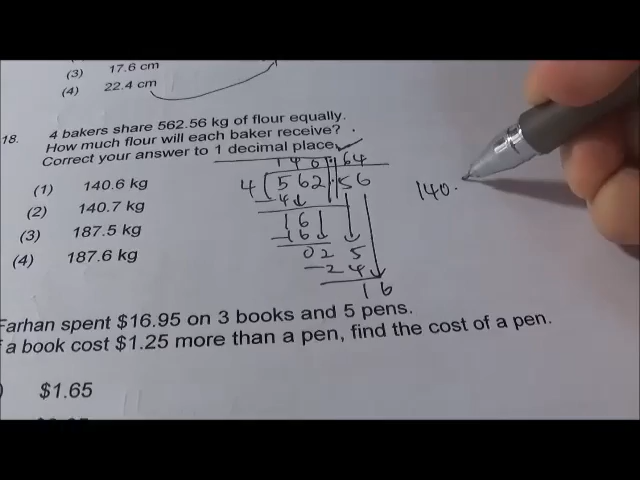 (3) 17.6 cm
(4) 22.4 cm
18. 4 bakers share 562.56 kg of flour equally.
How much flour will each baker receive?
Correct your answer to 1 decimal place.
(1) 140.6 kg
(2) 140.7 kg
(3) 187.5 kg
(4) 187.6 kg
140.64
4 562.56
-4
16
-16
025
-24
16
140.
Farhan spent $16.95 on 3 books and 5 pens.
a book cost $1.25 more than a pen, find the cost of a pen.
) $1.65